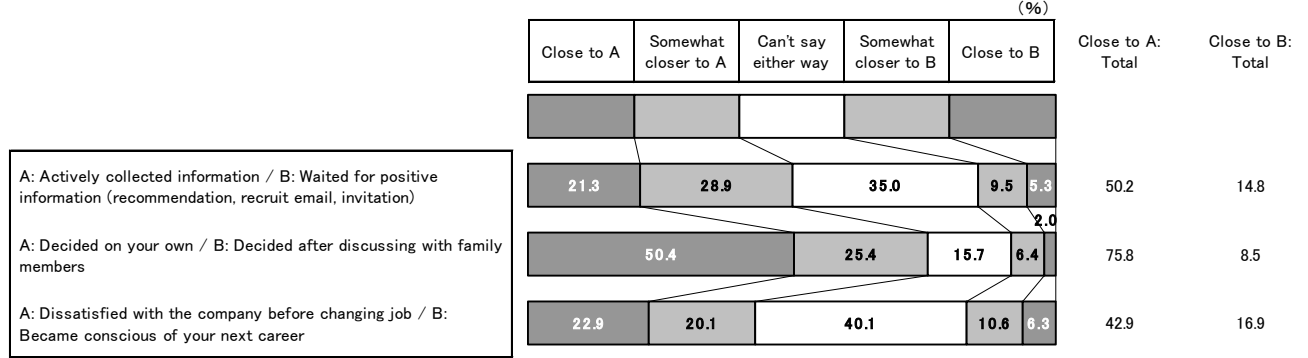 (%)
Close to A
Somewhat
closer to A
Can't say
either way
Somewhat
closer to B
Close to B
Close to A:
Total
Close to B:
Total
A: Actively collected information / B: Waited for positive
information (recommendation, recruit email, invitation)
21.3 28.9 35.0 9.5 5.3 50.2 14.8
2.0
A: Decided on your own / B: Decided after discussing with family
members
50.4 25.4 15.7 6.4 75.8 8.5
A: Dissatisfied with the company before changing job / B:
Became conscious of your next career
22.9 20.1 40.1 10.6 6.3 42.9 16.9